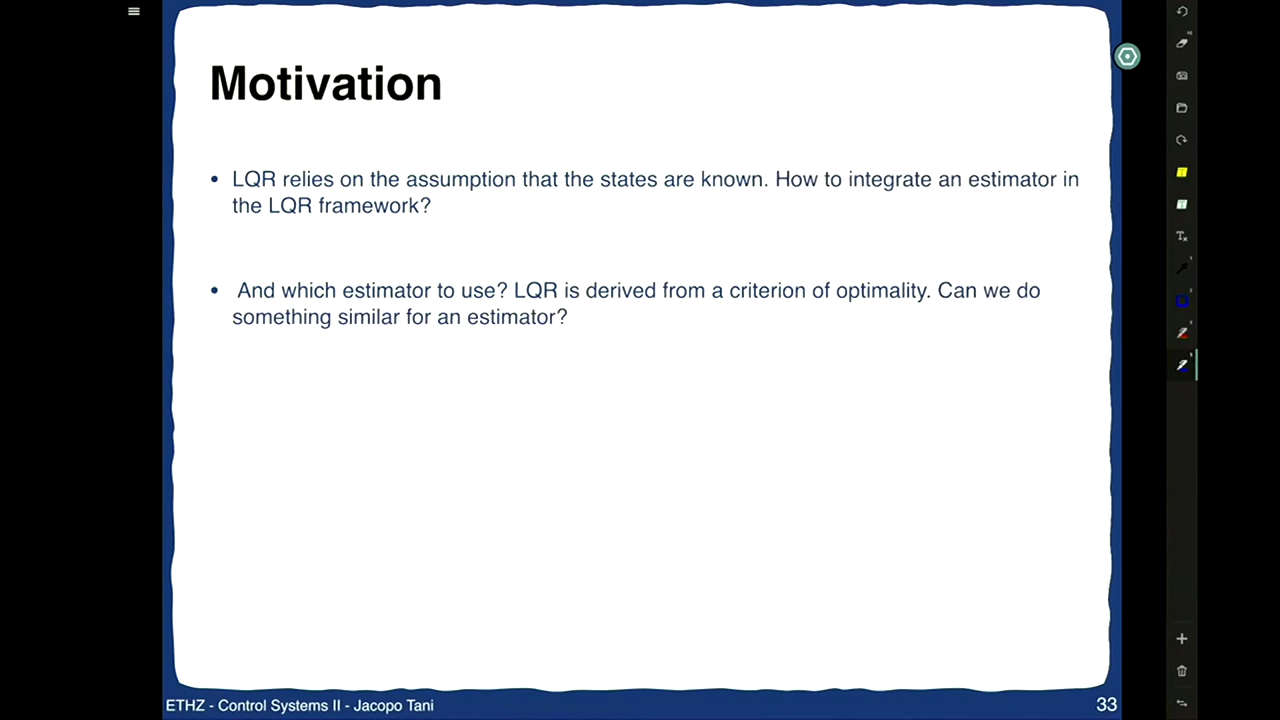 Motivation
• LQR relies on the assumption that the states are known. How to integrate an estimator in
the LQR framework?
• And which estimator to use? LQR is derived from a criterion of optimality. Can we do
something similar for an estimator?
ETHZ - Control Systems II - Jacopo Tani
33